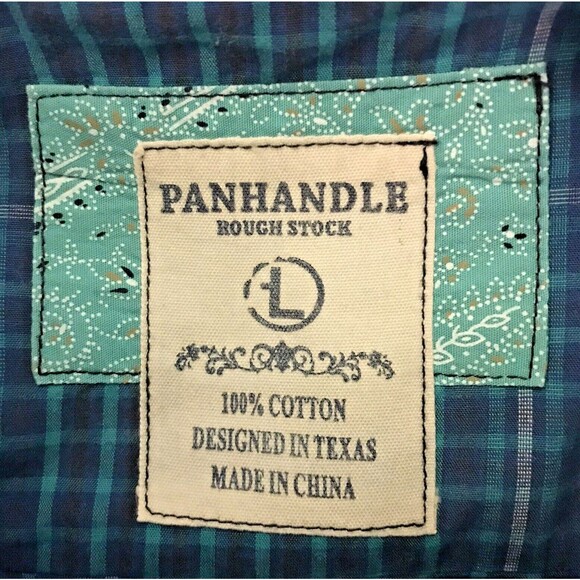 PANHANDLE
ROUGH STOCK
L
100% COTTON
DESIGNED IN TEXAS
MADE IN CHINA